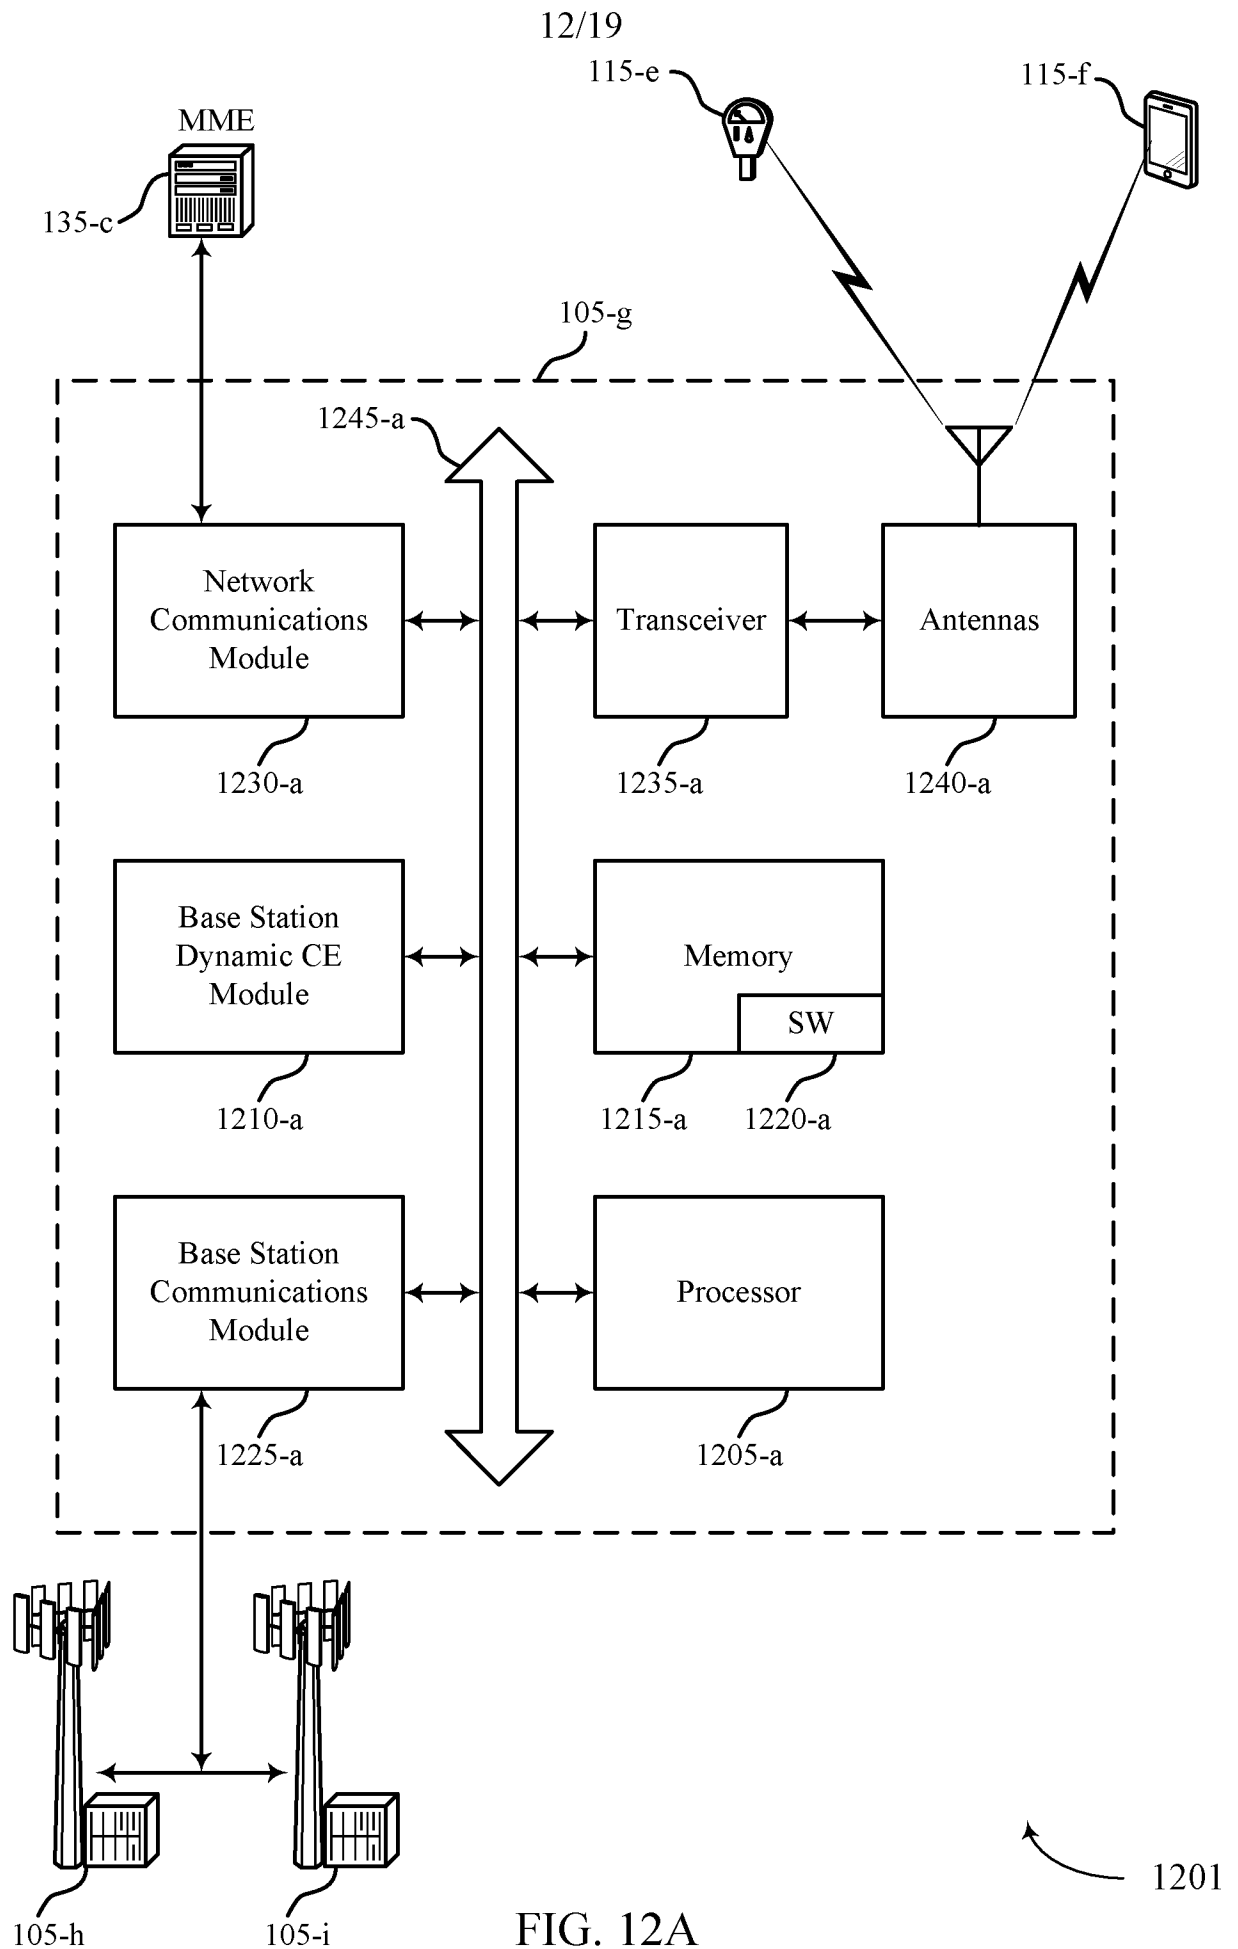 12/19
115-e
115-f
MME
135-c
105-g
1245-a
Network
Communications
Module
Transceiver
Antennas
1230-a
1235-a
1240-a
Base Station
Dynamic CE
Module
Memory
SW
1210-a
1215-a
1220-a
Base Station
Communications
Module
Processor
1225-a
1205-a
1201
105-h
105-i
FIG. 12A